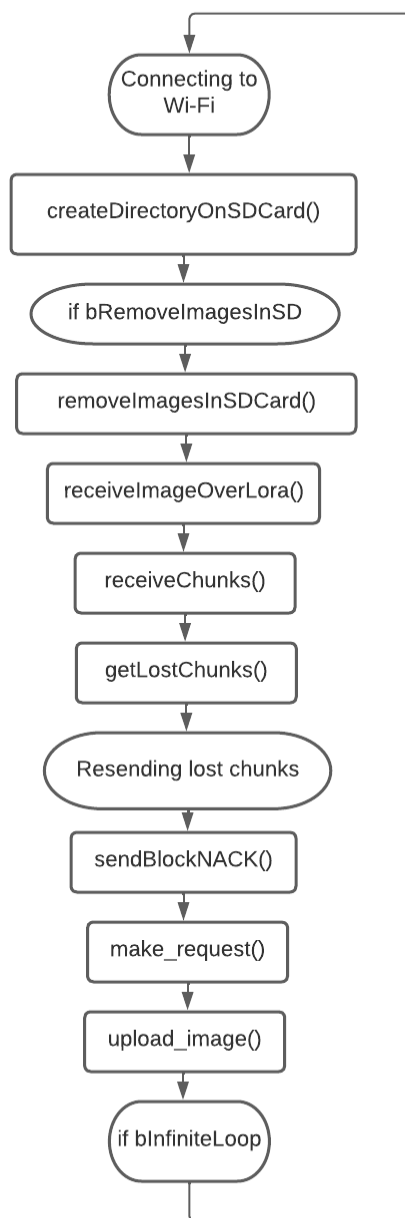 Connecting to
Wi-Fi
createDirectoryOnSDCard()
if bRemoveImagesInSD
removeImagesInSDCard()
receiveImageOverLora()
receiveChunks()
getLostChunks()
Resending lost chunks
sendBlockNACK()
make_request()
upload_image()
if bInfiniteLoop